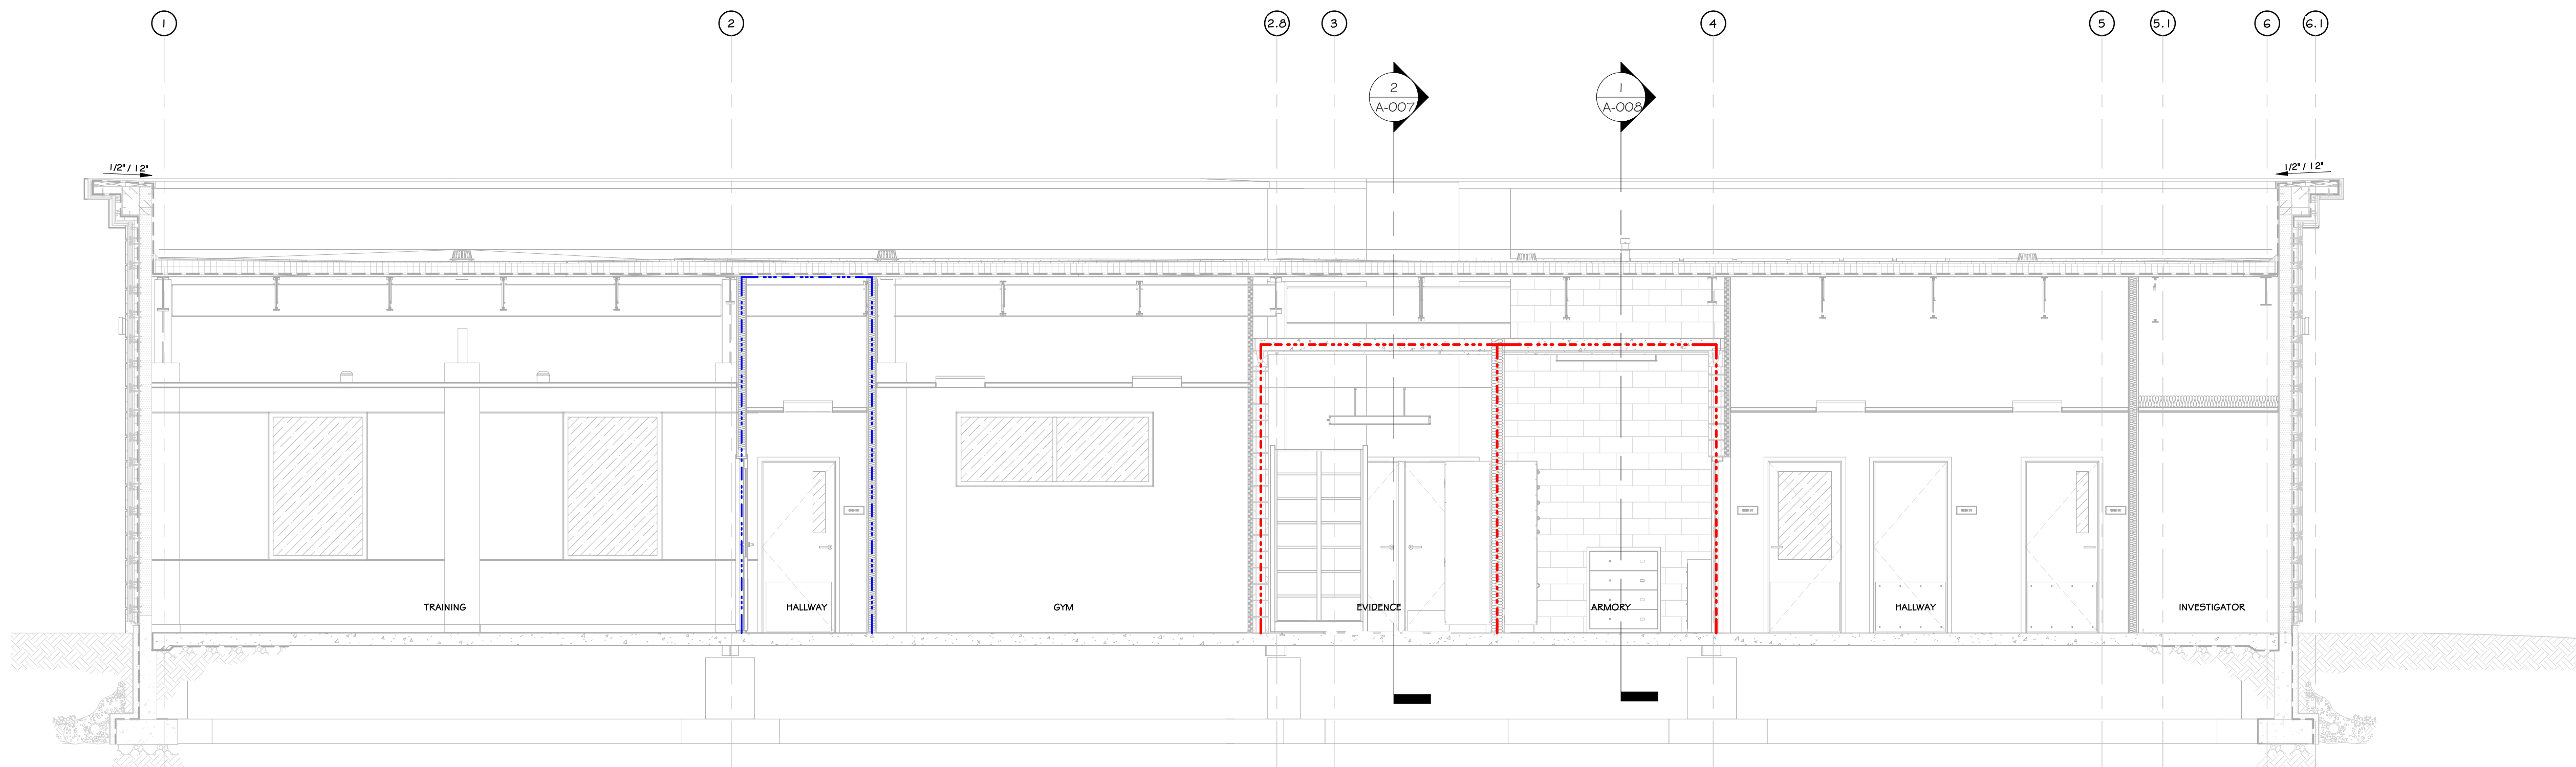 1
2
2.8
3
4
5
5.1
6
6.1
2
A-007
1
A-008
1/2" / 12"
1/2" / 12"
TRAINING
HALLWAY
GYM
EVIDENCE
ARMORY
HALLWAY
INVESTIGATOR